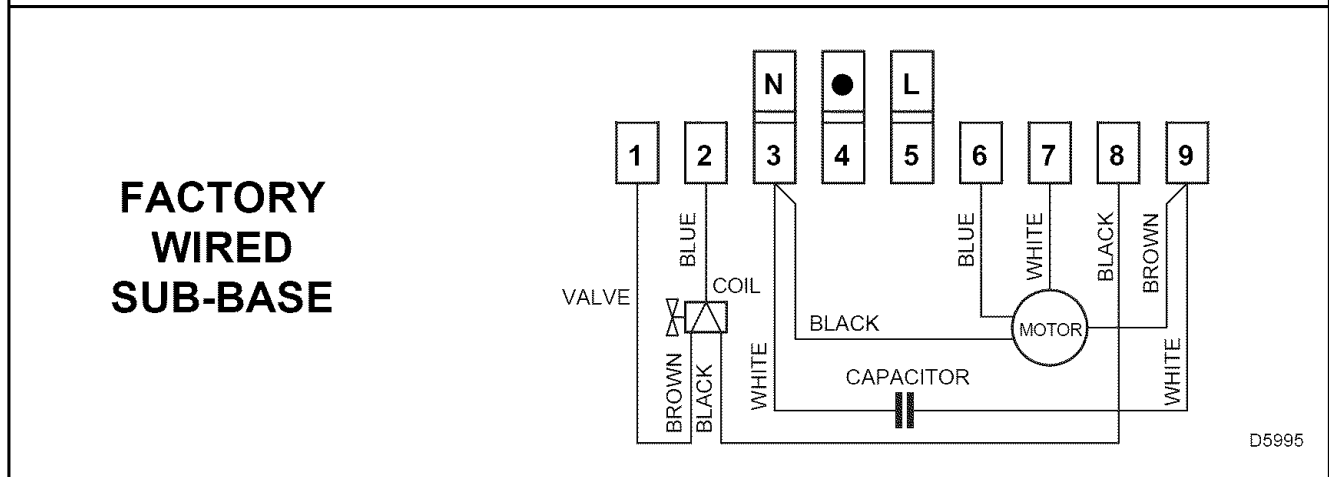 N ● L
1 2 3 4 5 6 7 8 9
FACTORY
WIRED
SUB-BASE
BLUE
BLUE
WHITE
BLACK
BROWN
VALVE
COIL
BLACK
MOTOR
BROWN
BLACK
WHITE
CAPACITOR
WHITE
D5995